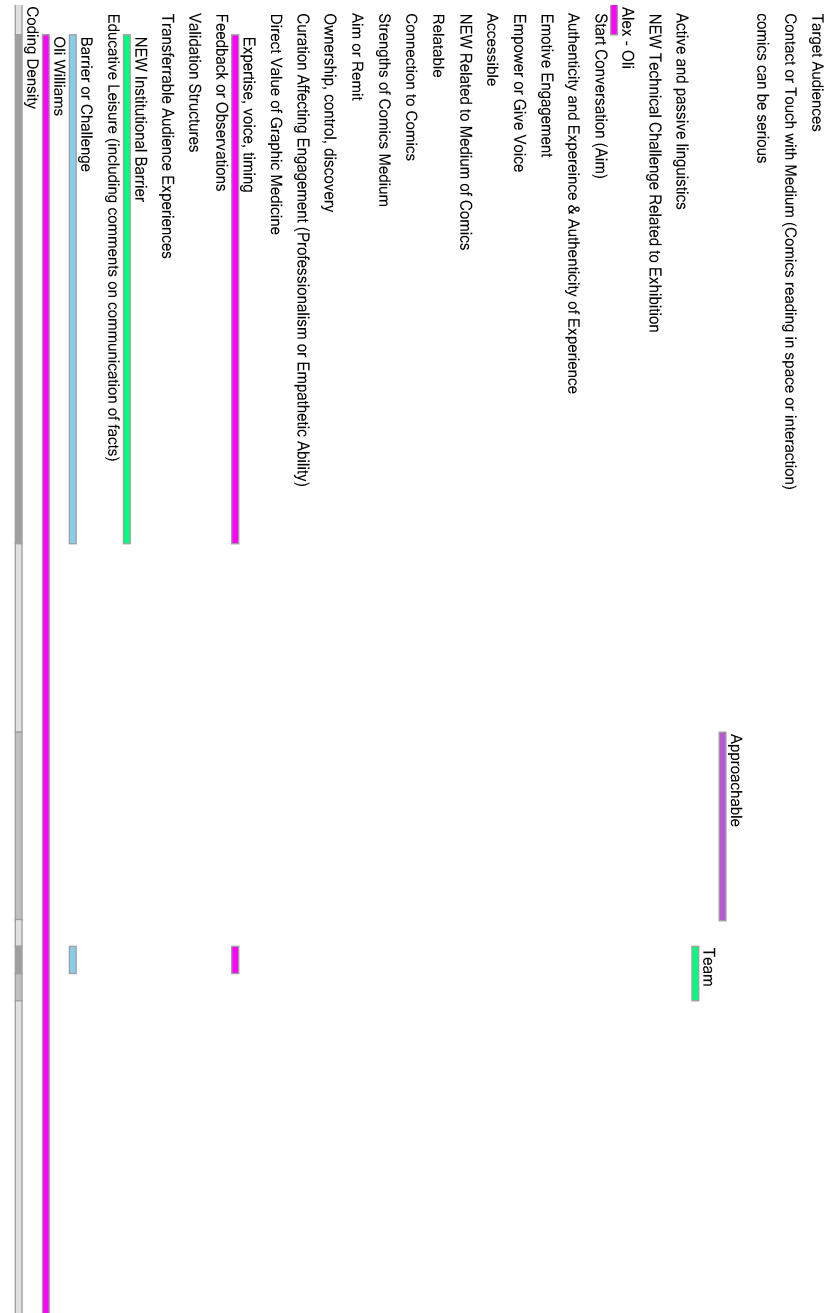 Target Audiences
Contact or Touch with Medium (Comics reading in space or interaction)
comics can be serious
Approachable
Team
Active and passive linguistics
NEW Technical Challenge Related to Exhibition
Alex - Oli
Start Conversation (Aim)
Authenticity and Expereince & Authenticity of Experience
Emotive Engagement
Empower or Give Voice
Accessible
NEW Related to Medium of Comics
Relatable
Connection to Comics
Strengths of Comics Medium
Aim or Remit
Ownership, control, discovery
Curation Affecting Engagement (Professionalism or Empathetic Ability)
Direct Value of Graphic Medicine
Expertise, voice, timing
Feedback or Observations
Validation Structures
Transferrable Audience Experiences
NEW Institutional Barrier
Educative Leisure (including comments on communication of facts)
Barrier or Challenge
Oli Williams
Coding Density